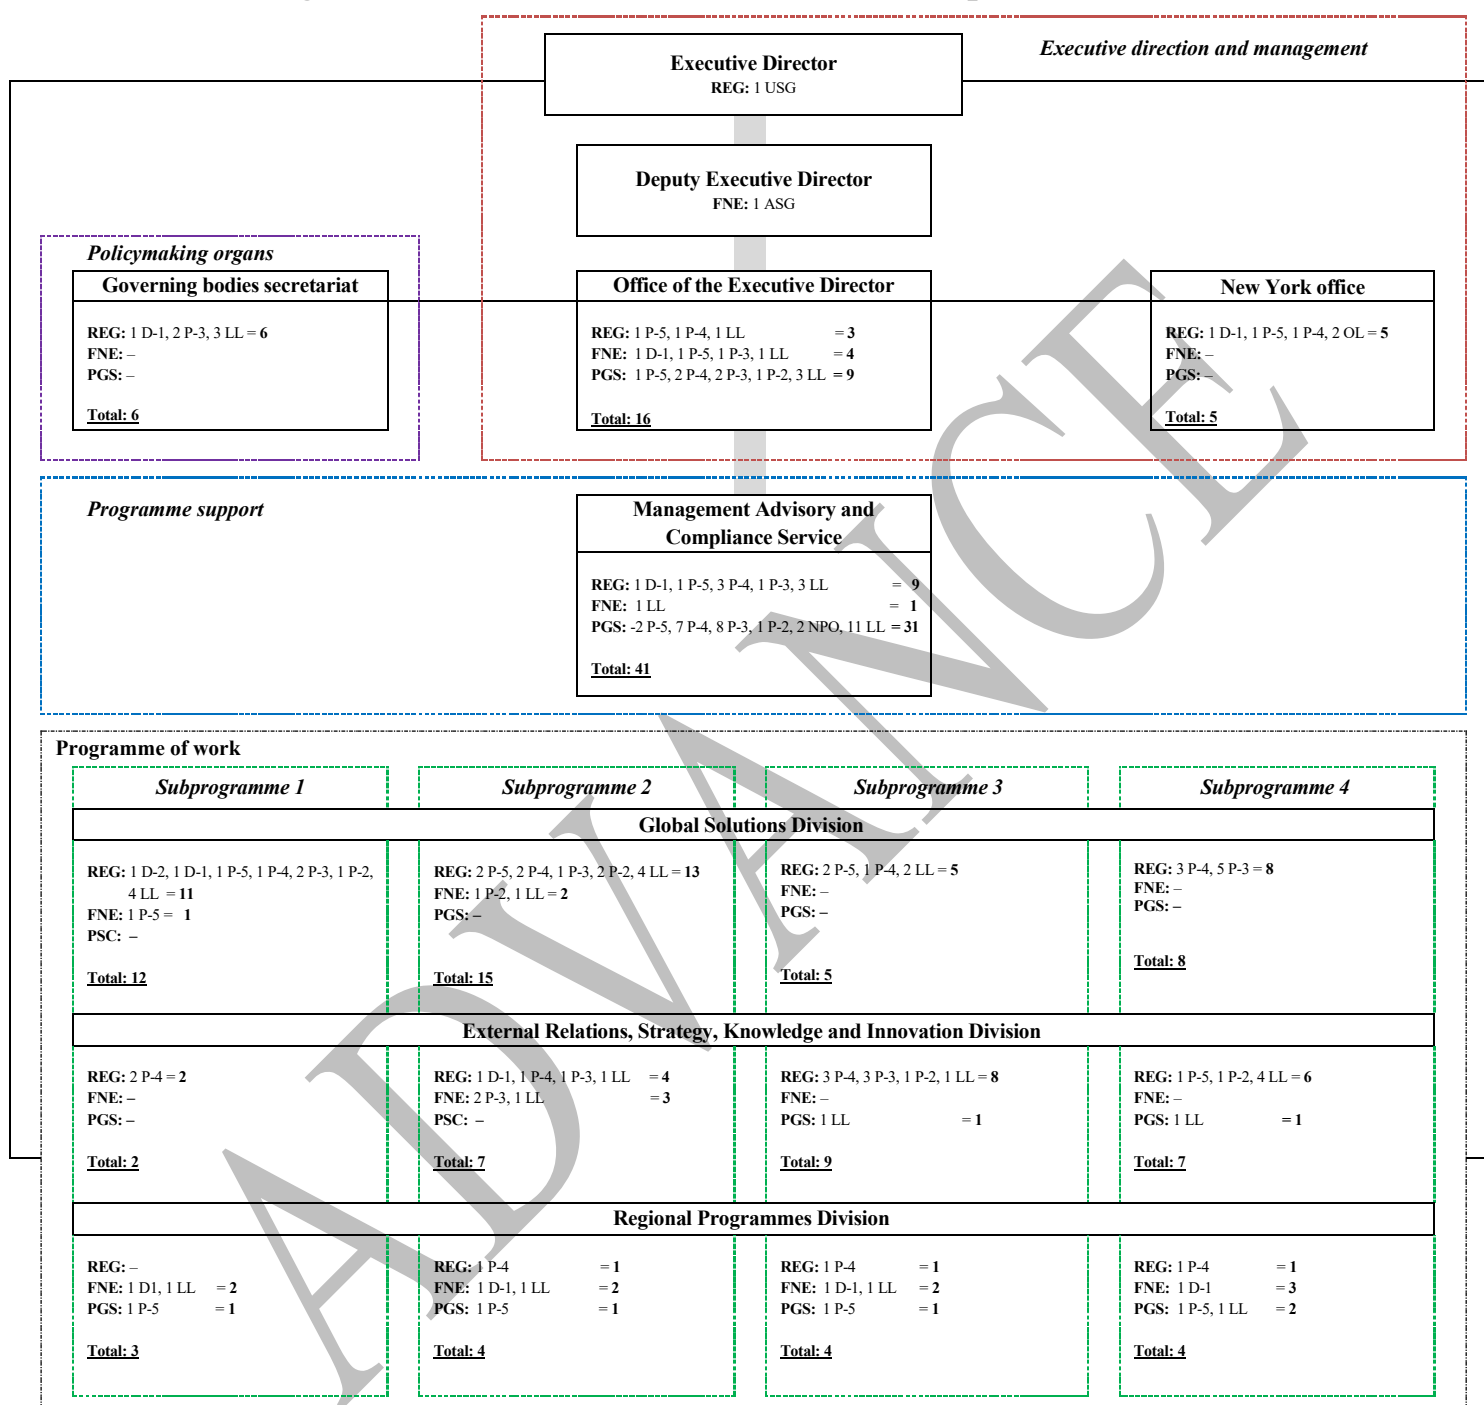 Executive direction and management
Executive Director
REG: 1 USG
Deputy Executive Director
FNE: 1 ASG
Policymaking organs
Governing bodies secretariat
REG: 1 D-1, 2 P-3, 3 LL = 6
FNE: –
PGS: –
Total: 6
Office of the Executive Director
REG: 1 P-5, 1 P-4, 1 LL = 3
FNE: 1 D-1, 1 P-5, 1 P-3, 1 LL = 4
PGS: 1 P-5, 2 P-4, 2 P-3, 1 P-2, 3 LL = 9
Total: 16
New York office
REG: 1 D-1, 1 P-5, 1 P-4, 2 OL = 5
FNE: –
PGS: –
Total: 5
Programme support
Management Advisory and
Compliance Service
REG: 1 D-1, 1 P-5, 3 P-4, 1 P-3, 3 LL = 9
FNE: 1 LL = 1
PGS: -2 P-5, 7 P-4, 8 P-3, 1 P-2, 2 NPO, 11 LL = 31
Total: 41
Programme of work
Subprogramme 1
Subprogramme 2
Subprogramme 3
Subprogramme 4
Global Solutions Division
REG: 1 D-2, 1 D-1, 1 P-5, 1 P-4, 2 P-3, 1 P-2,
4 LL = 11
FNE: 1 P-5 = 1
PSC: –
Total: 12
REG: 2 P-5, 2 P-4, 1 P-3, 2 P-2, 4 LL = 13
FNE: 1 P-2, 1 LL = 2
PGS: –
Total: 15
REG: 2 P-5, 1 P-4, 2 LL = 5
FNE: –
PGS: –
Total: 5
REG: 3 P-4, 5 P-3 = 8
FNE: –
PGS: –
Total: 8
External Relations, Strategy, Knowledge and Innovation Division
REG: 2 P-4 = 2
FNE: –
PGS: –
Total: 2
REG: 1 D-1, 1 P-4, 1 P-3, 1 LL = 4
FNE: 2 P-3, 1 LL = 3
PSC: –
Total: 7
REG: 3 P-4, 3 P-3, 1 P-2, 1 LL = 8
FNE: –
PGS: 1 LL = 1
Total: 9
REG: 1 P-5, 1 P-2, 4 LL = 6
FNE: –
PGS: 1 LL = 1
Total: 7
Regional Programmes Division
REG: –
FNE: 1 D1, 1 LL = 2
PGS: 1 P-5 = 1
Total: 3
REG: 1 P-4 = 1
FNE: 1 D-1, 1 LL = 2
PGS: 1 P-5 = 1
Total: 4
REG: 1 P-4 = 1
FNE: 1 D-1, 1 LL = 2
PGS: 1 P-5 = 1
Total: 4
REG: 1 P-4 = 1
FNE: 1 D-1 = 3
PGS: 1 P-5, 1 LL = 2
Total: 4
ADVANCE